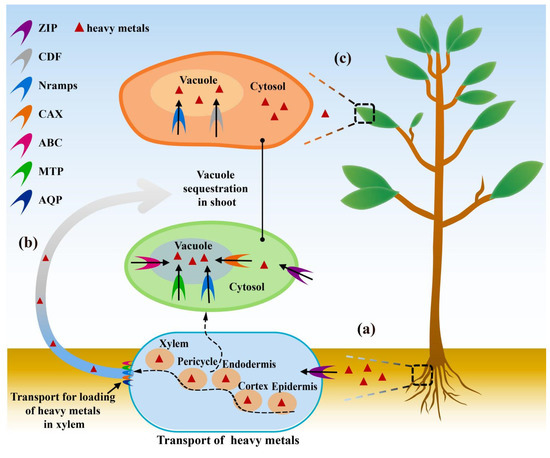 ZIP
heavy metals
CDF
Nramps
CAX
ABC
MTP
AQP
(c)
Vacuole
Cytosol
Vacuole
sequestration
in shoot
(b)
Vacuole
Cytosol
(a)
Xylem
Pericycle
Endodermis
Cortex
Epidermis
Transport for loading
of heavy metals
in xylem
Transport of heavy metals